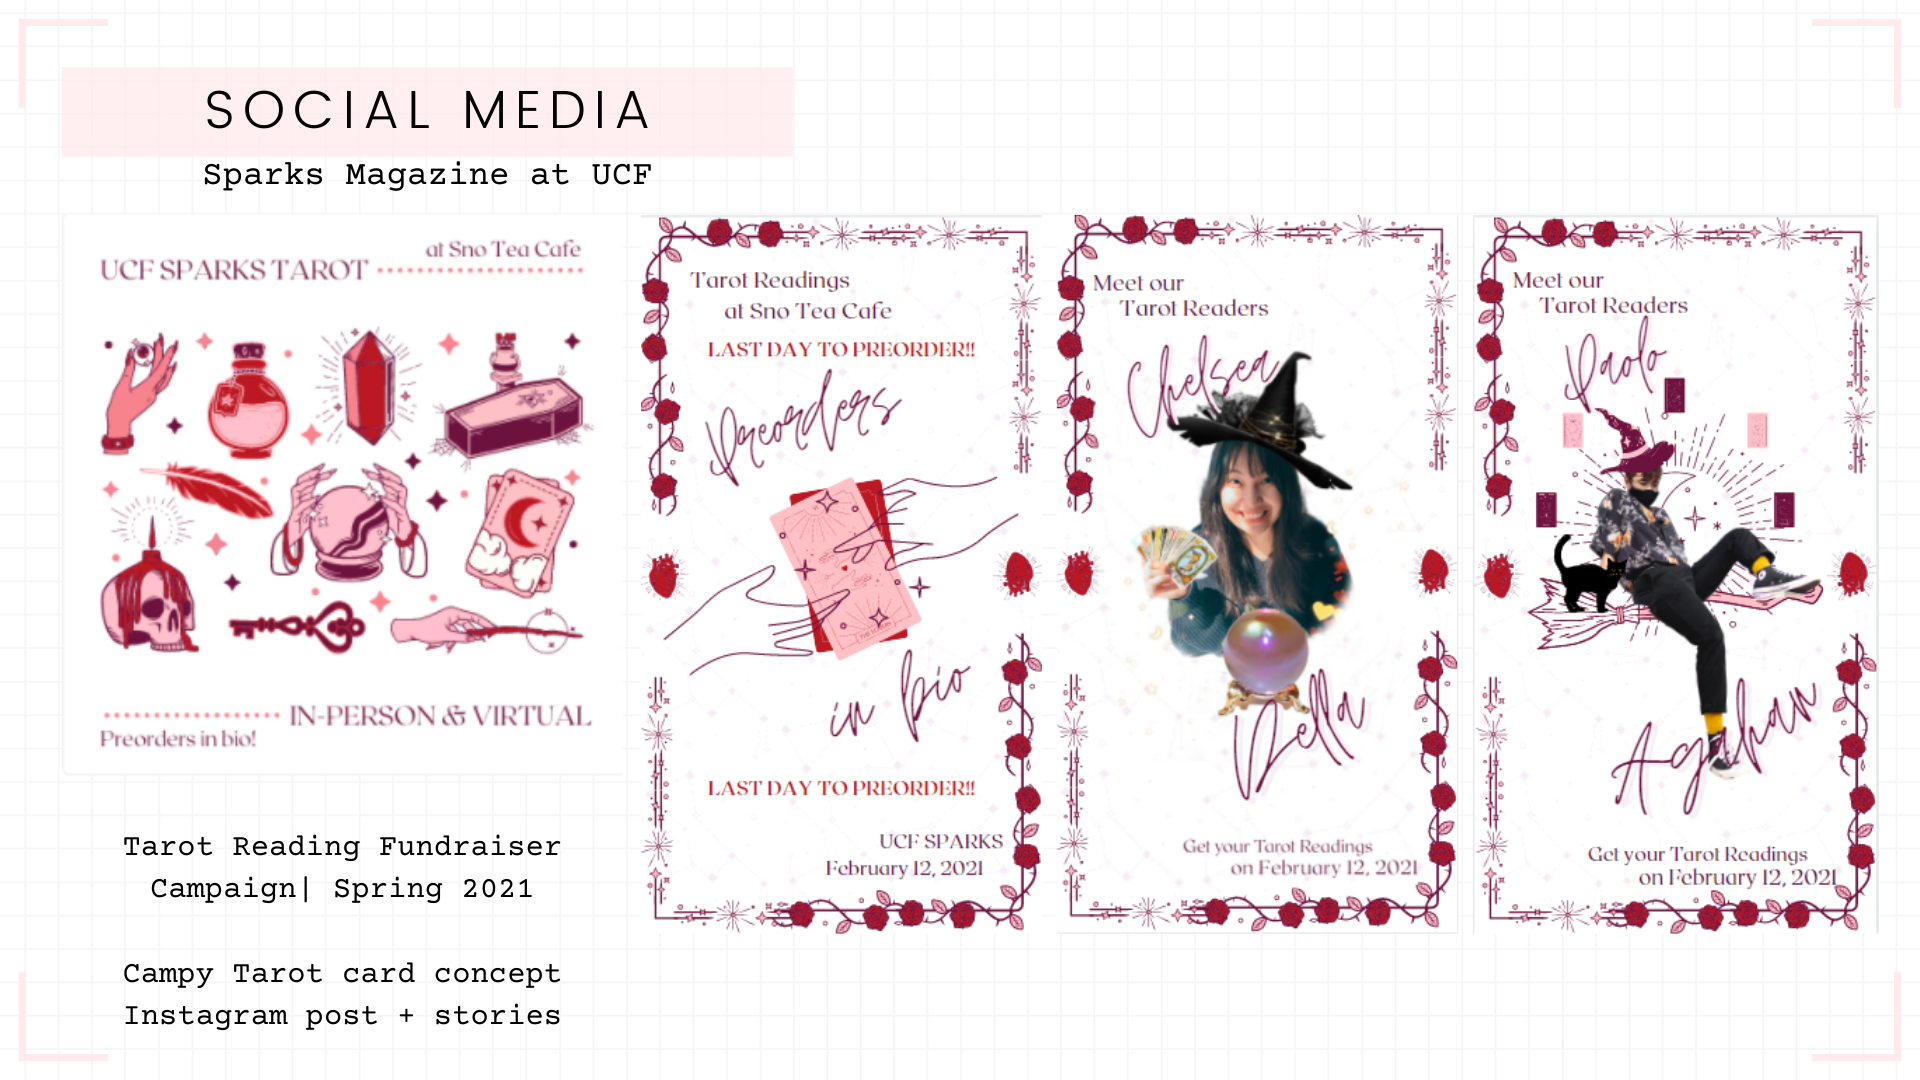 SOCIAL MEDIA
Sparks Magazine at UCF
at Sno Tea Cafe
UCF SPARKS TAROT
IN-PERSON & VIRTUAL
Preorders in bio!
Tarot Reading Fundraiser
Campaign| Spring 2021
Campy Tarot card concept
Instagram post + stories
Tarot Readings
at Sno Tea Cafe
LAST DAY TO PREORDER!!
Preorders
in bio
LAST DAY TO PREORDER!!
UCF SPARKS
February 12, 2021
Meet our
Tarot Readers
Chelsea
Della
Get your Tarot Readings
on February 12, 2021
Meet our
Tarot Readers
Paolo
Agahan
Get your Tarot Readings
on February 12, 2021